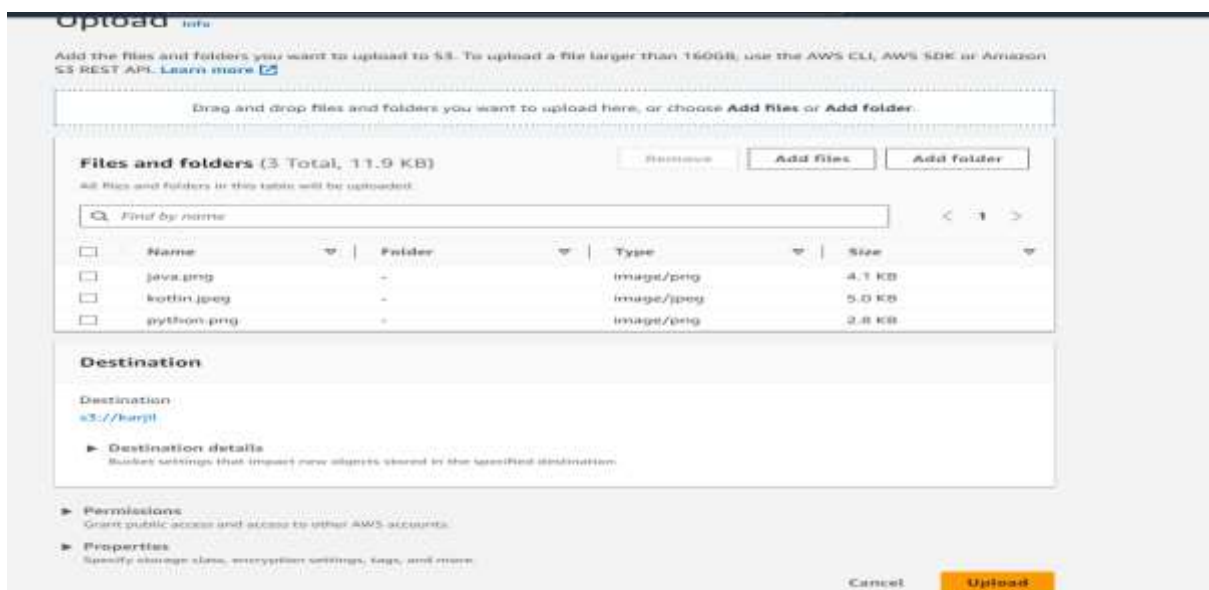 Upload Info
Add the files and folders you want to upload to S3. To upload a file larger than 160GB, use the AWS CLI, AWS SDK or Amazon
S3 REST API. Learn more
Drag and drop files and folders you want to upload here, or choose Add files or Add folder.
Files and folders (3 Total, 11.9 KB) Remove Add files Add folder
All files and folders in this table will be uploaded.
Find by name < 1 >
Name Folder Type Size
java.png - image/png 4.1 KB
kotlin.jpeg - image/jpeg 5.0 KB
python.png - image/png 2.8 KB
Destination
Destination
s3://karjil
Destination details
Bucket settings that impact new objects stored in the specified destination.
Permissions
Grant public access and access to other AWS accounts.
Properties
Specify storage class, encryption settings, tags, and more.
Cancel Upload